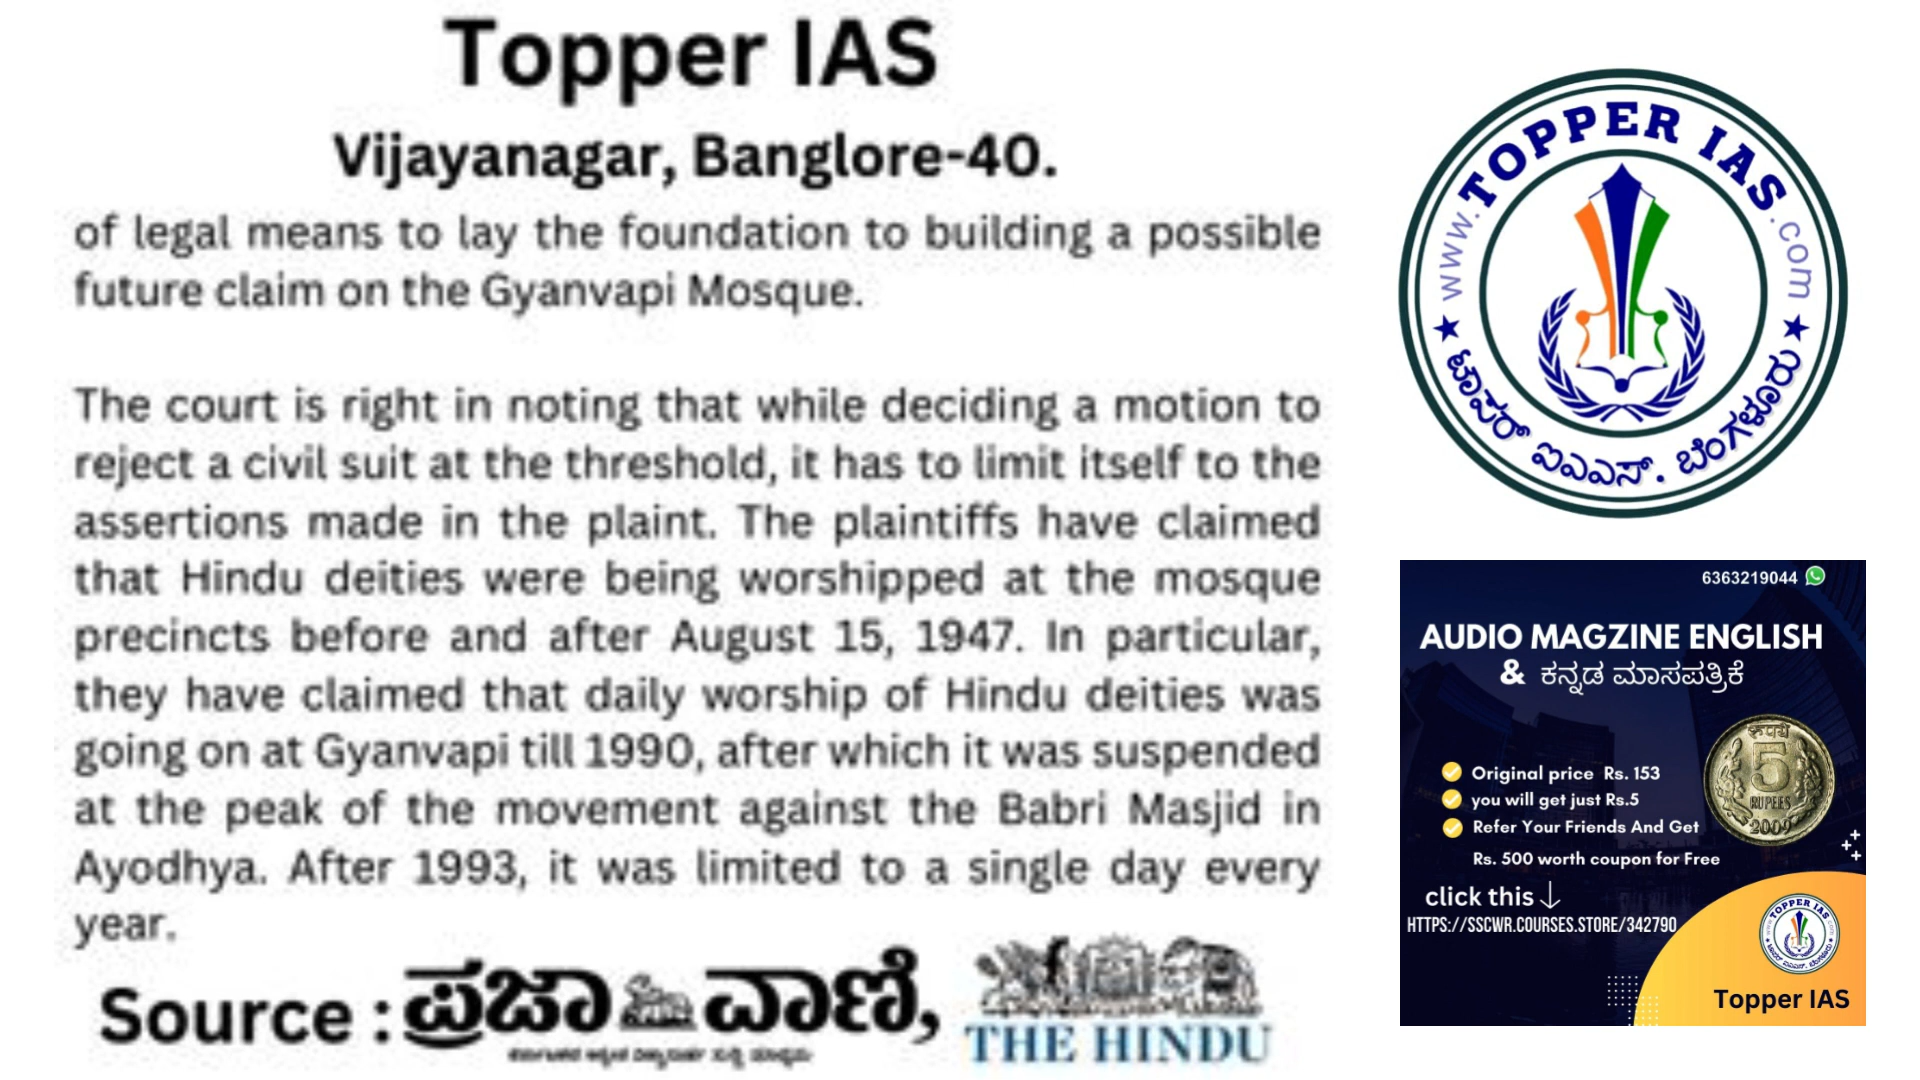 Topper IAS
Vijayanagar, Banglore-40.
of legal means to lay the foundation to building a possible
future claim on the Gyanvapi Mosque.
The court is right in noting that while deciding a motion to
reject a civil suit at the threshold, it has to limit itself to the
assertions made in the plaint. The plaintiffs have claimed
that Hindu deities were being worshipped at the mosque
precincts before and after August 15, 1947. In particular,
they have claimed that daily worship of Hindu deities was
going on at Gyanvapi till 1990, after which it was suspended
at the peak of the movement against the Babri Masjid in
Ayodhya. After 1993, it was limited to a single day every
year.
Source : ಪ್ರಜಾವಾಣಿ, THE HINDU
www.TOPPER IAS.com
ಟಾಪರ್ ಐಎಎಸ್. ಬೆಂಗಳೂರು
6363219044
AUDIO MAGZINE ENGLISH
& ಕನ್ನಡ ಮಾಸಪತ್ರಿಕೆ
रुपये
5
RUPEES
2009
Original price Rs. 153
you will get just Rs.5
Refer Your Friends And Get
Rs. 500 worth coupon for Free
click this ↓
HTTPS://SSCWR.COURSES.STORE/342790
TOPPER IAS
Topper IAS